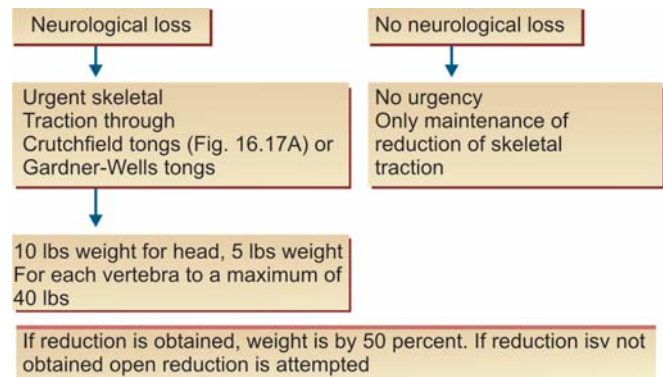 Neurological loss
No neurological loss
Urgent skeletal
Traction through
Crutchfield tongs (Fig. 16.17A) or
Gardner-Wells tongs
No urgency
Only maintenance of
reduction of skeletal
traction
10 lbs weight for head, 5 lbs weight
For each vertebra to a maximum of
40 lbs
If reduction is obtained, weight is by 50 percent. If reduction isv not
obtained open reduction is attempted